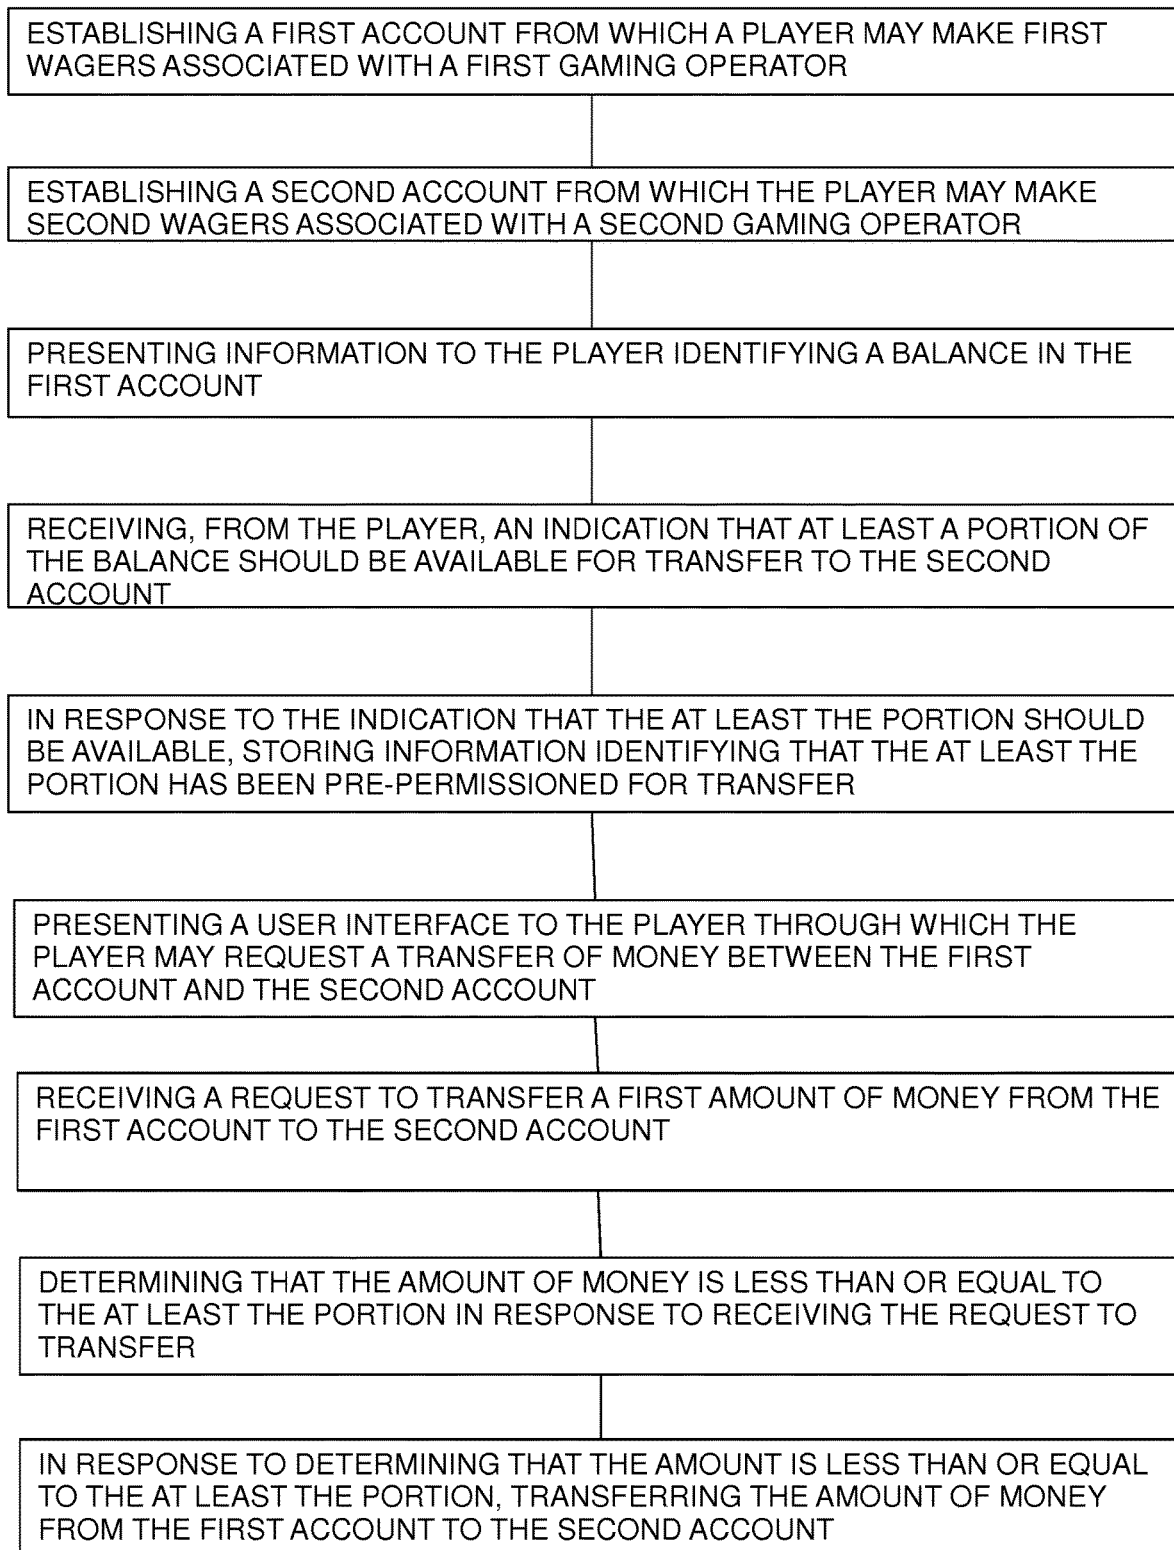 ESTABLISHING A FIRST ACCOUNT FROM WHICH A PLAYER MAY MAKE FIRST
WAGERS ASSOCIATED WITH A FIRST GAMING OPERATOR
ESTABLISHING A SECOND ACCOUNT FROM WHICH THE PLAYER MAY MAKE
SECOND WAGERS ASSOCIATED WITH A SECOND GAMING OPERATOR
PRESENTING INFORMATION TO THE PLAYER IDENTIFYING A BALANCE IN THE
FIRST ACCOUNT
RECEIVING, FROM THE PLAYER, AN INDICATION THAT AT LEAST A PORTION OF
THE BALANCE SHOULD BE AVAILABLE FOR TRANSFER TO THE SECOND
ACCOUNT
IN RESPONSE TO THE INDICATION THAT THE AT LEAST THE PORTION SHOULD
BE AVAILABLE, STORING INFORMATION IDENTIFYING THAT THE AT LEAST THE
PORTION HAS BEEN PRE-PERMISSIONED FOR TRANSFER
PRESENTING A USER INTERFACE TO THE PLAYER THROUGH WHICH THE
PLAYER MAY REQUEST A TRANSFER OF MONEY BETWEEN THE FIRST
ACCOUNT AND THE SECOND ACCOUNT
RECEIVING A REQUEST TO TRANSFER A FIRST AMOUNT OF MONEY FROM THE
FIRST ACCOUNT TO THE SECOND ACCOUNT
DETERMINING THAT THE AMOUNT OF MONEY IS LESS THAN OR EQUAL TO
THE AT LEAST THE PORTION IN RESPONSE TO RECEIVING THE REQUEST TO
TRANSFER
IN RESPONSE TO DETERMINING THAT THE AMOUNT IS LESS THAN OR EQUAL
TO THE AT LEAST THE PORTION, TRANSFERRING THE AMOUNT OF MONEY
FROM THE FIRST ACCOUNT TO THE SECOND ACCOUNT